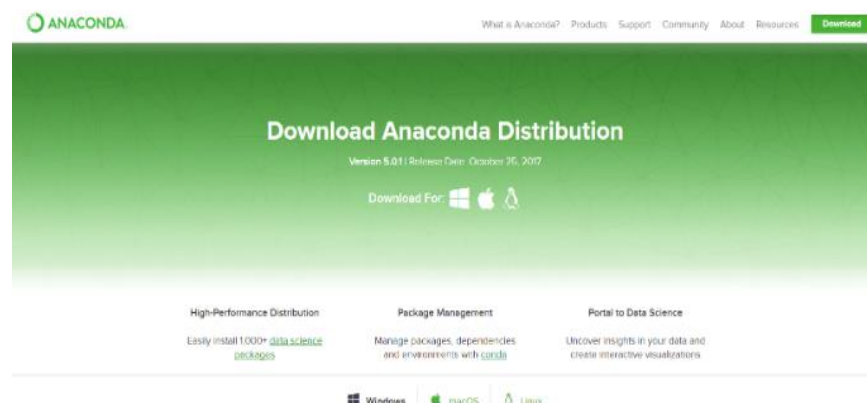 ANACONDA
What is Anaconda? Products Support Community About Resources Download
Download Anaconda Distribution
Version 5.0.1 | Release Date: October 25, 2017
Download For:
High-Performance Distribution
Easily install 1,000+ data science
packages
Package Management
Manage packages, dependencies
and environments with conda
Portal to Data Science
Uncover insights in your data and
create interactive visualizations
Windows macOS Linux